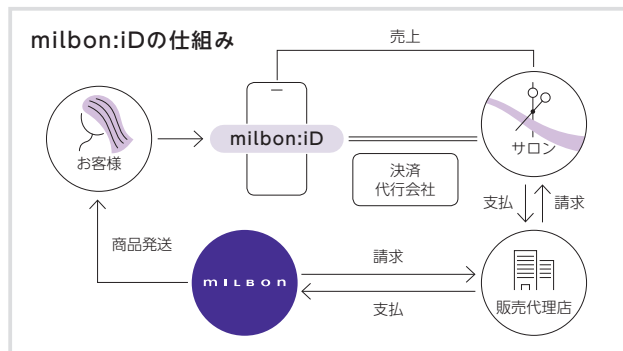 milbon:iDの仕組み
売上
お客様
milbon:iD
サロン
決済
代行会社
支払
請求
商品発送
MILBON
請求
支払
販売代理店